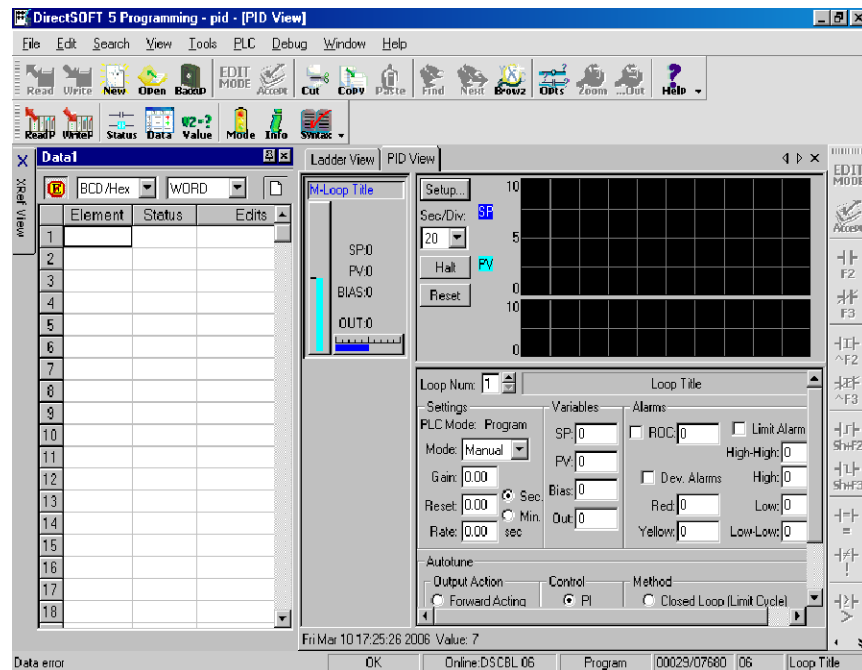 DirectSOFT 5 Programming - pid - [PID View]
File Edit Search View Tools PLC Debug Window Help
Read Write New Open BacUp EDIT MODE Accept Cut Copy Paste Find Next Browz Opts Zoom ...Out Help
ReadP WriteP Status Data Value Mode Info Syntax
X Data1
Ladder View PID View
XRef View
BCD/Hex WORD
Element Status Edits
1
2
3
4
5
6
7
8
9
10
11
12
13
14
15
16
17
18
M-Loop Title
SP:0
PV:0
BIAS:0
OUT:0
Setup...
Sec/Div:
20
Halt
Reset
SP
PV
10
5
0
10
0
Loop Num: 1 Loop Title
Settings
PLC Mode: Program
Mode: Manual
Gain: 0.00
Reset: 0.00 Sec. Min.
Rate: 0.00 sec
Variables
SP: 0
PV: 0
Bias: 0
Out: 0
Alarms
ROC: 0 Limit Alarm
High-High: 0
Dev. Alarms High: 0
Red: 0 Low: 0
Yellow: 0 Low-Low: 0
Autotune
Output Action Control Method
Forward Acting PI Closed Loop (Limit Cycle)
Fri Mar 10 17:25:26 2006 Value: 7
EDIT MODE
Accept
F2
F3
^F2
^F3
Sh+F2
Sh+F3
=
!
>
Data error OK Online:DSCBL 06 Program 00029/07680 06 Loop Title